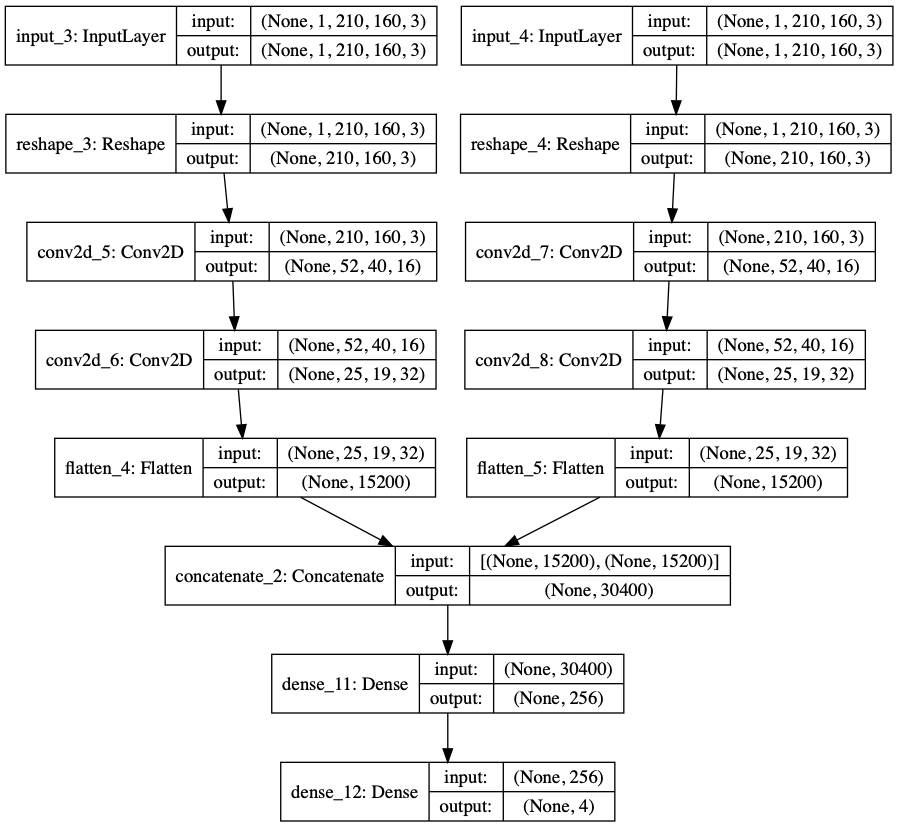 input_3: InputLayer
input: (None, 1, 210, 160, 3)
output: (None, 1, 210, 160, 3)
input_4: InputLayer
input: (None, 1, 210, 160, 3)
output: (None, 1, 210, 160, 3)
reshape_3: Reshape
input: (None, 1, 210, 160, 3)
output: (None, 210, 160, 3)
reshape_4: Reshape
input: (None, 1, 210, 160, 3)
output: (None, 210, 160, 3)
conv2d_5: Conv2D
input: (None, 210, 160, 3)
output: (None, 52, 40, 16)
conv2d_7: Conv2D
input: (None, 210, 160, 3)
output: (None, 52, 40, 16)
conv2d_6: Conv2D
input: (None, 52, 40, 16)
output: (None, 25, 19, 32)
conv2d_8: Conv2D
input: (None, 52, 40, 16)
output: (None, 25, 19, 32)
flatten_4: Flatten
input: (None, 25, 19, 32)
output: (None, 15200)
flatten_5: Flatten
input: (None, 25, 19, 32)
output: (None, 15200)
concatenate_2: Concatenate
input: [(None, 15200), (None, 15200)]
output: (None, 30400)
dense_11: Dense
input: (None, 30400)
output: (None, 256)
dense_12: Dense
input: (None, 256)
output: (None, 4)